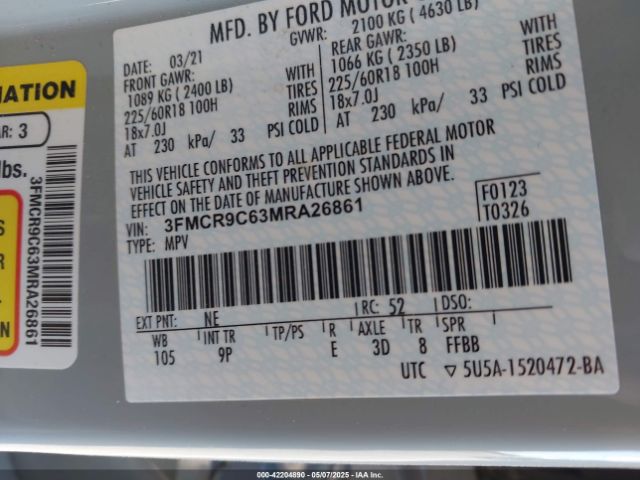 MFD. BY FORD MOTOR
GVWR: 2100 KG ( 4630 LB)
DATE: 03/21
FRONT GAWR:
1089 KG ( 2400 LB) WITH
225/60R18 100H TIRES
18x7.0J RIMS
AT 230 kPa/ 33 PSI COLD
REAR GAWR:
1066 KG ( 2350 LB) WITH
225/60R18 100H TIRES
18x7.0J RIMS
AT 230 kPa/ 33 PSI COLD
THIS VEHICLE CONFORMS TO ALL APPLICABLE FEDERAL MOTOR
VEHICLE SAFETY AND THEFT PREVENTION STANDARDS IN
EFFECT ON THE DATE OF MANUFACTURE SHOWN ABOVE.
VIN: 3FMCR9C63MRA26861
TYPE: MPV
F0123
T0326
EXT PNT: NE RC: 52 DSO:
WB INT TR TP/PS R AXLE TR SPR
105 9P E 3D 8 FFBB
UTC ▽ 5U5A-1520472-BA
MATION
AR: 3
lbs.
3FMCR9C63MRA26861
S
N
000-42204890 - 05/07/2025 - IAAI.COM